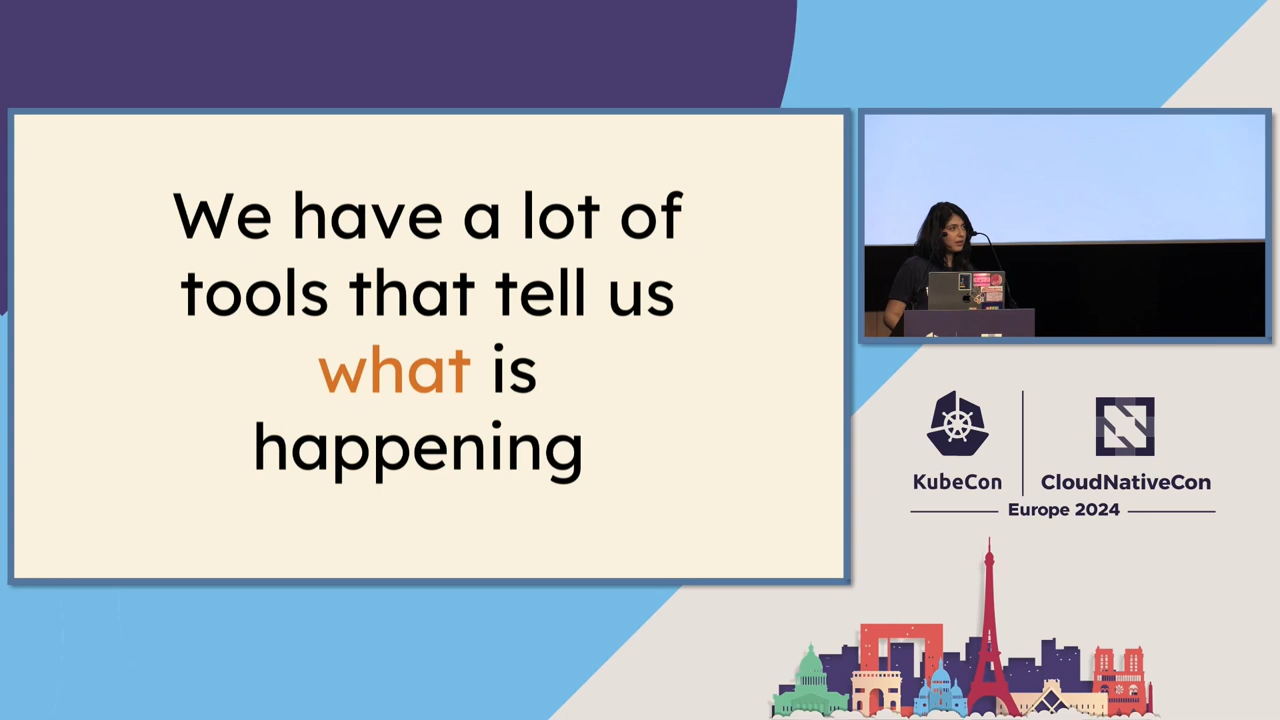 We have a lot of
tools that tell us
what is
happening
KubeCon
CloudNativeCon
Europe 2024